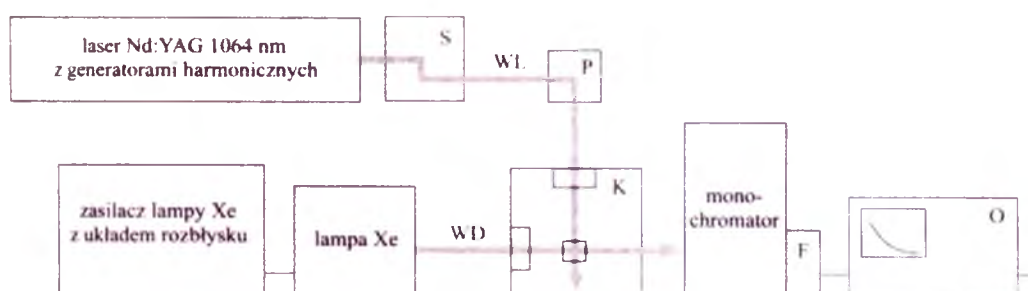 laser Nd:YAG 1064 nm
z generatorami harmonicznych
S
WL
P
zasilacz lampy Xe
z układem rozbłysku
lampa Xe
WD
K
mono-
chromator
F
O